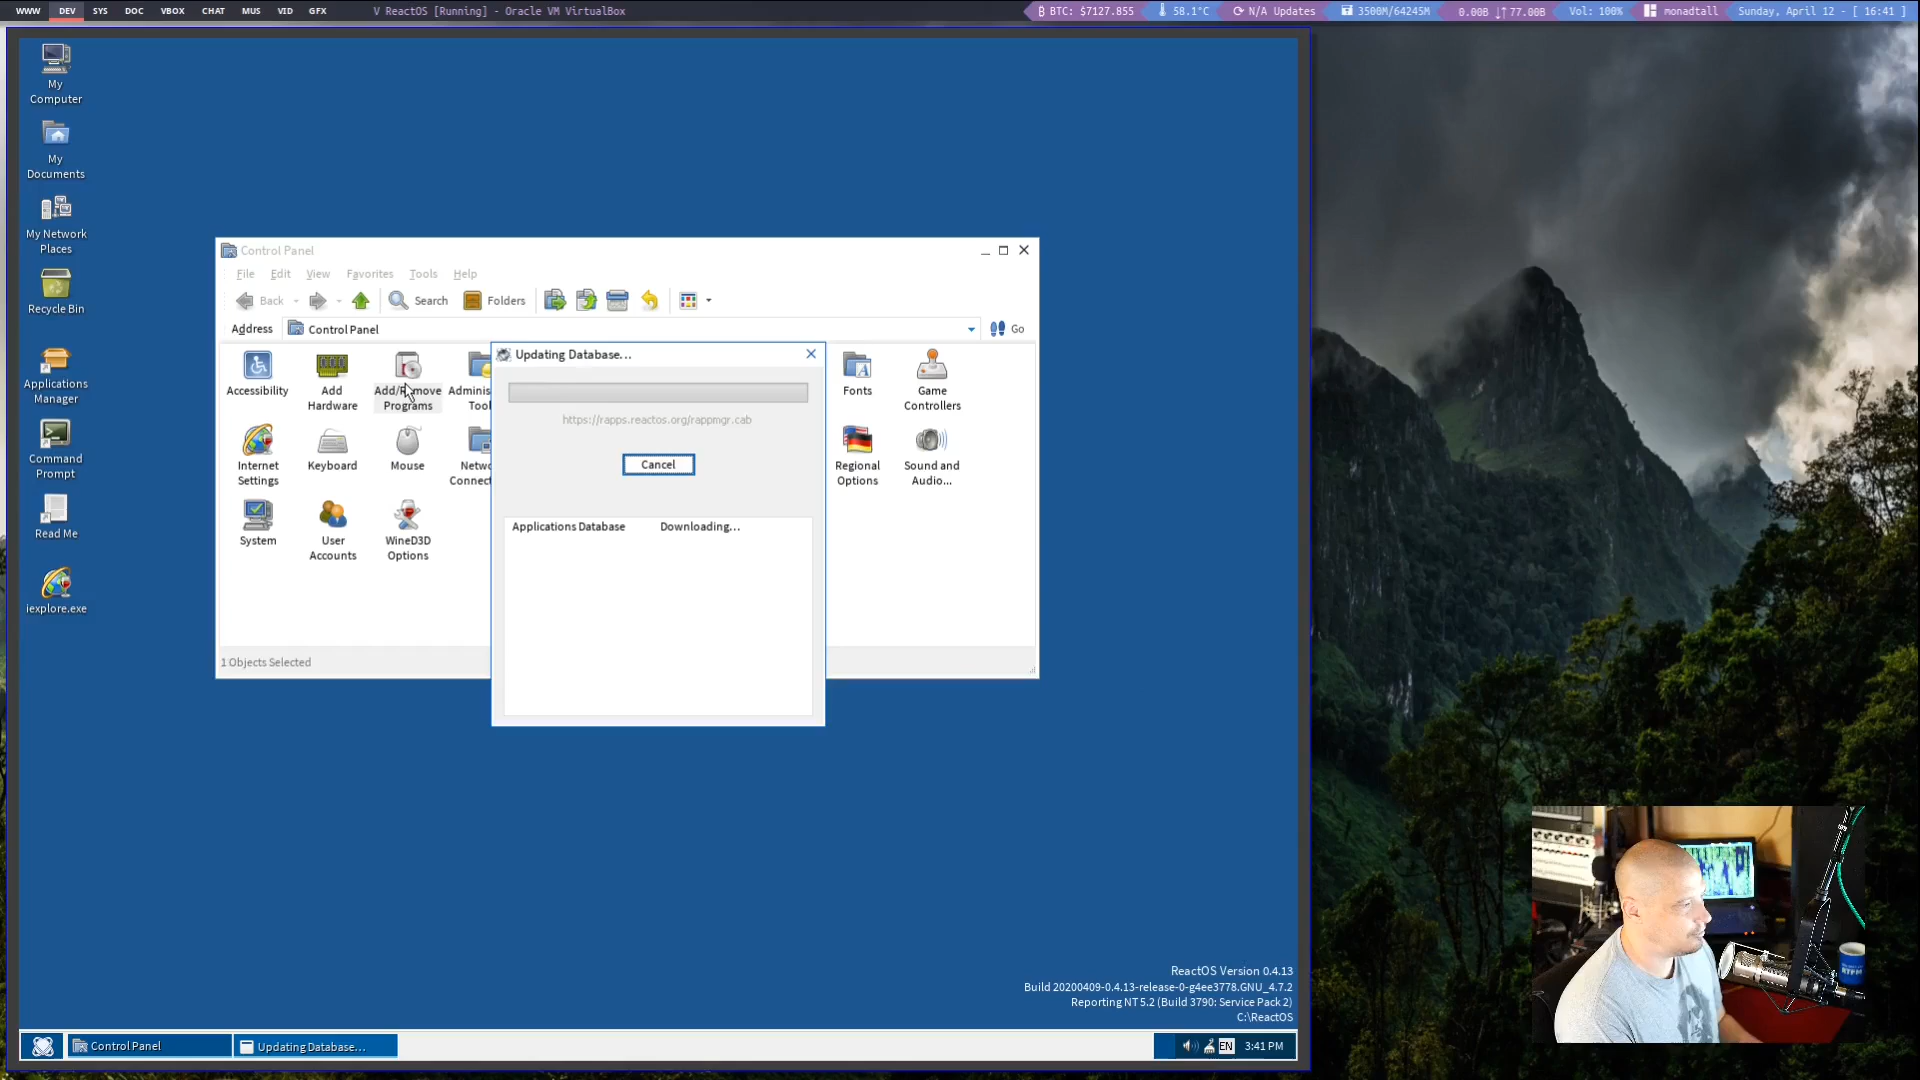 WWW DEV SYS DOC VBOX CHAT MUS VID GFX V ReactOS [Running] - Oracle VM VirtualBox BTC: $7127.855 58.1°C N/A Updates 3500M/64245M 0.00B ↓↑ 77.00B Vol: 100% monadtall Sunday, April 12 - [ 16:41 ]
My
Computer
My
Documents
My Network
Places
Recycle Bin
Applications
Manager
Command
Prompt
Read Me
iexplore.exe
Control Panel
File Edit View Favorites Tools Help
Back Search Folders
Address Control Panel Go
Accessibility
Add
Hardware
Add/Remove
Programs
Fonts
Game
Controllers
Internet
Settings
Keyboard
Mouse
Regional
Options
Sound and
Audio...
System
User
Accounts
WineD3D
Options
1 Objects Selected
Updating Database...
https://rapps.reactos.org/rappmgr.cab
Cancel
Applications Database Downloading...
ReactOS Version 0.4.13
Build 20200409-0.4.13-release-0-g4ee3778.GNU_4.7.2
Reporting NT 5.2 (Build 3790: Service Pack 2)
C:\ReactOS
Control Panel Updating Database... EN 3:41 PM